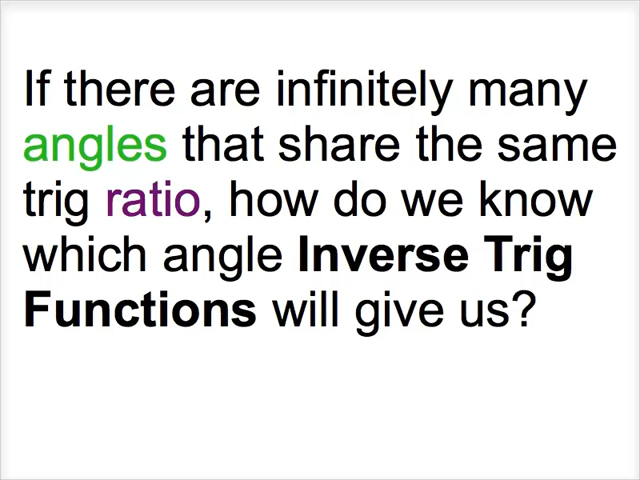 If there are infinitely many
angles that share the same
trig ratio, how do we know
which angle Inverse Trig
Functions will give us?